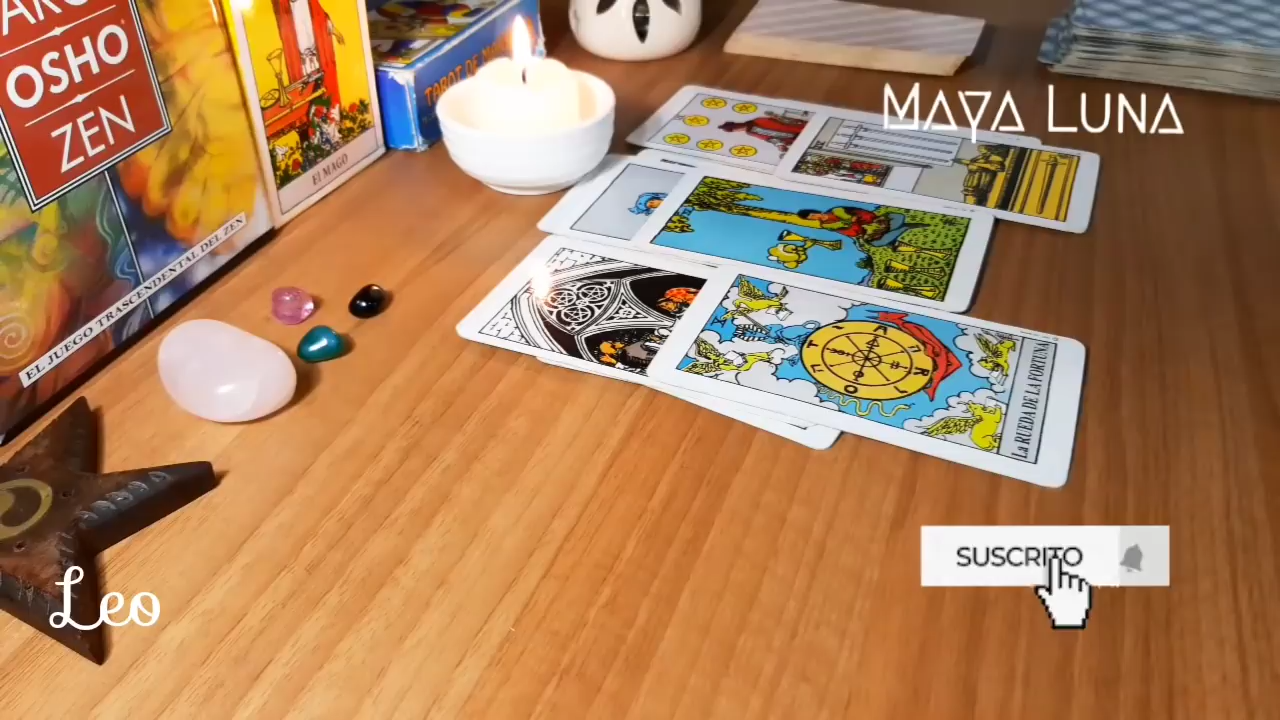 OSHO
ZEN
EL JUEGO TRASCENDENTAL DEL ZEN
El MAGO
TAROT DE
MAYA LUNA
La RUEDA DE LA FORTUNA
SUSCRITO
Leo